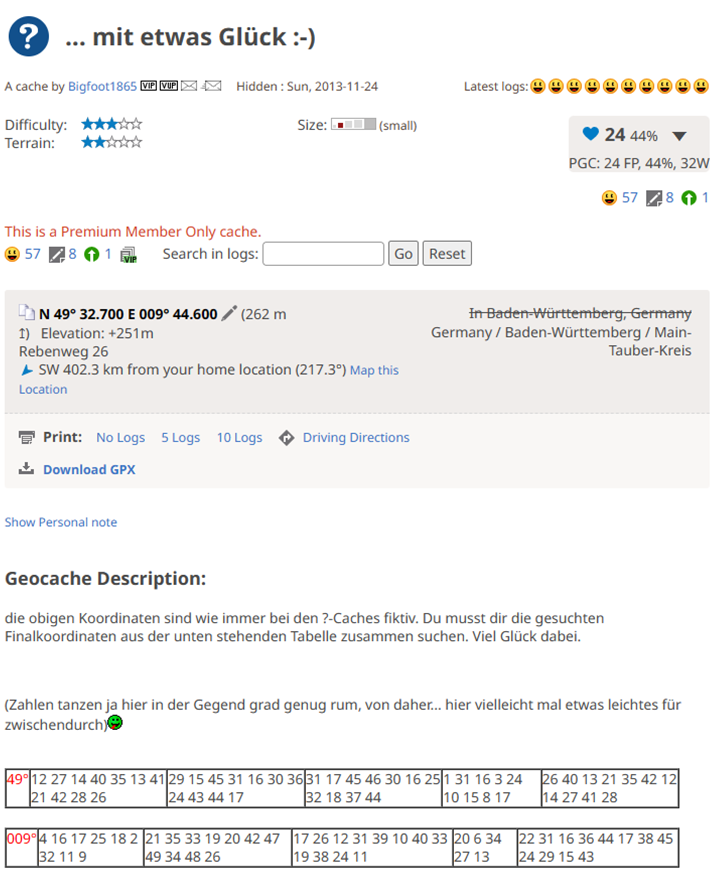 ... mit etwas Glück :-)
A cache by Bigfoot1865 VIP VUP Hidden : Sun, 2013-11-24 Latest logs:
Difficulty: Size: (small) 24 44%
Terrain:
PGC: 24 FP, 44%, 32W
57 8 1
This is a Premium Member Only cache.
57 8 1 VIP Search in logs: Go Reset
N 49° 32.700 E 009° 44.600 (262 m In Baden-Württemberg, Germany
) Elevation: +251m Germany / Baden-Württemberg / Main-
Rebenweg 26 Tauber-Kreis
SW 402.3 km from your home location (217.3°) Map this
Location
Print: No Logs 5 Logs 10 Logs Driving Directions
Download GPX
Show Personal note
Geocache Description:
die obigen Koordinaten sind wie immer bei den ?-Caches fiktiv. Du musst dir die gesuchten
Finalkoordinaten aus der unten stehenden Tabelle zusammen suchen. Viel Glück dabei.
(Zahlen tanzen ja hier in der Gegend grad genug rum, von daher... hier vielleicht mal etwas leichtes für
zwischendurch)
49° 12 27 14 40 35 13 41 29 15 45 31 16 30 36 31 17 45 46 30 16 25 1 31 16 3 24 26 40 13 21 35 42 12
21 42 28 26 24 43 44 17 32 18 37 44 10 15 8 17 14 27 41 28
009° 4 16 17 25 18 2 21 35 33 19 20 42 47 17 26 12 31 39 10 40 33 20 6 34 22 31 16 36 44 17 38 45
32 11 9 49 34 48 26 19 38 24 11 27 13 24 29 15 43